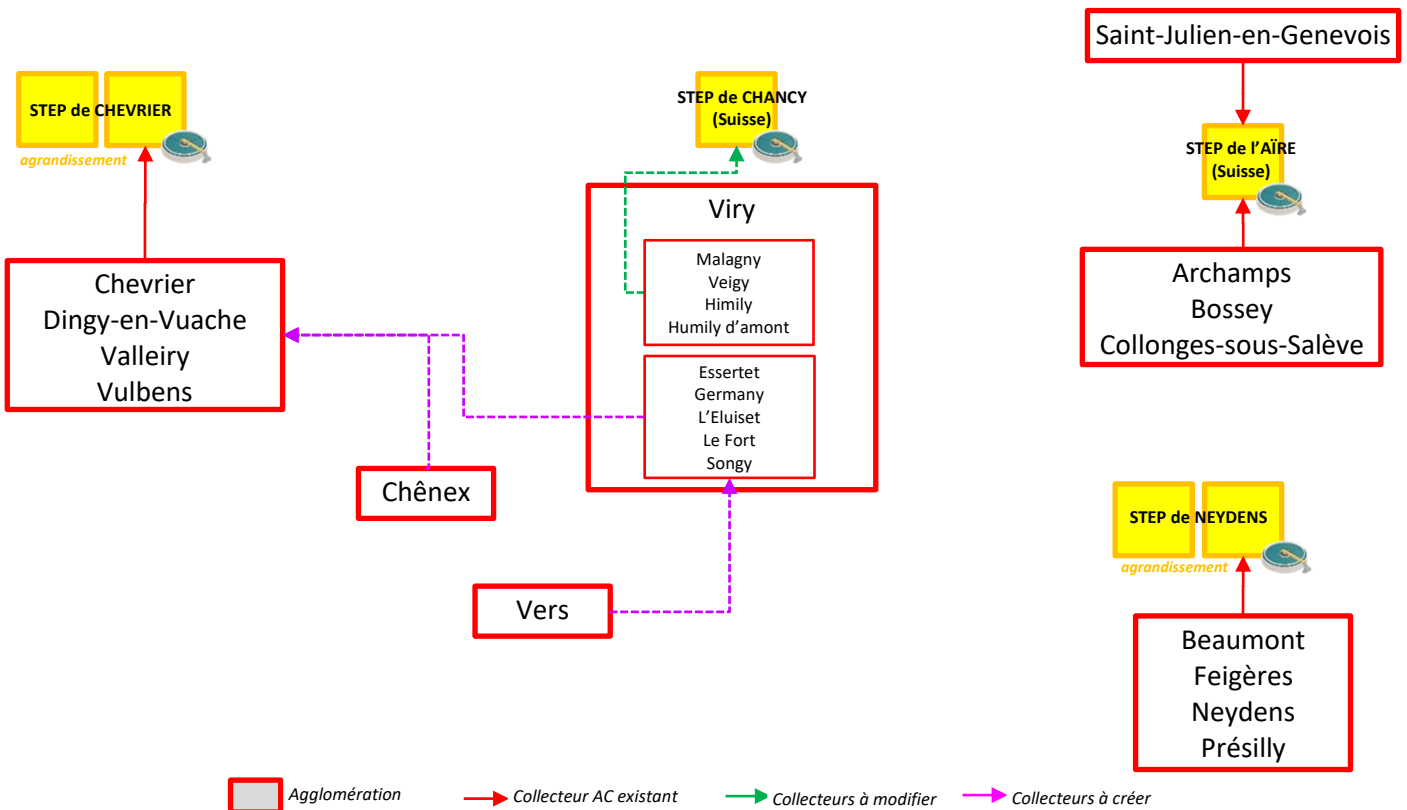 Saint-Julien-en-Genevois
STEP de CHEVRIER
agrandissement
STEP de CHANCY
(Suisse)
STEP de l’AÏRE
(Suisse)
Viry
Malagny
Veigy
Himily
Humily d’amont
Essertet
Germany
L’Eluiset
Le Fort
Songy
Chevrier
Dingy-en-Vuache
Valleiry
Vulbens
Archamps
Bossey
Collonges-sous-Salève
Chênex
Vers
STEP de NEYDENS
agrandissement
Beaumont
Feigères
Neydens
Présilly
Agglomération
Collecteur AC existant
Collecteurs à modifier
Collecteurs à créer